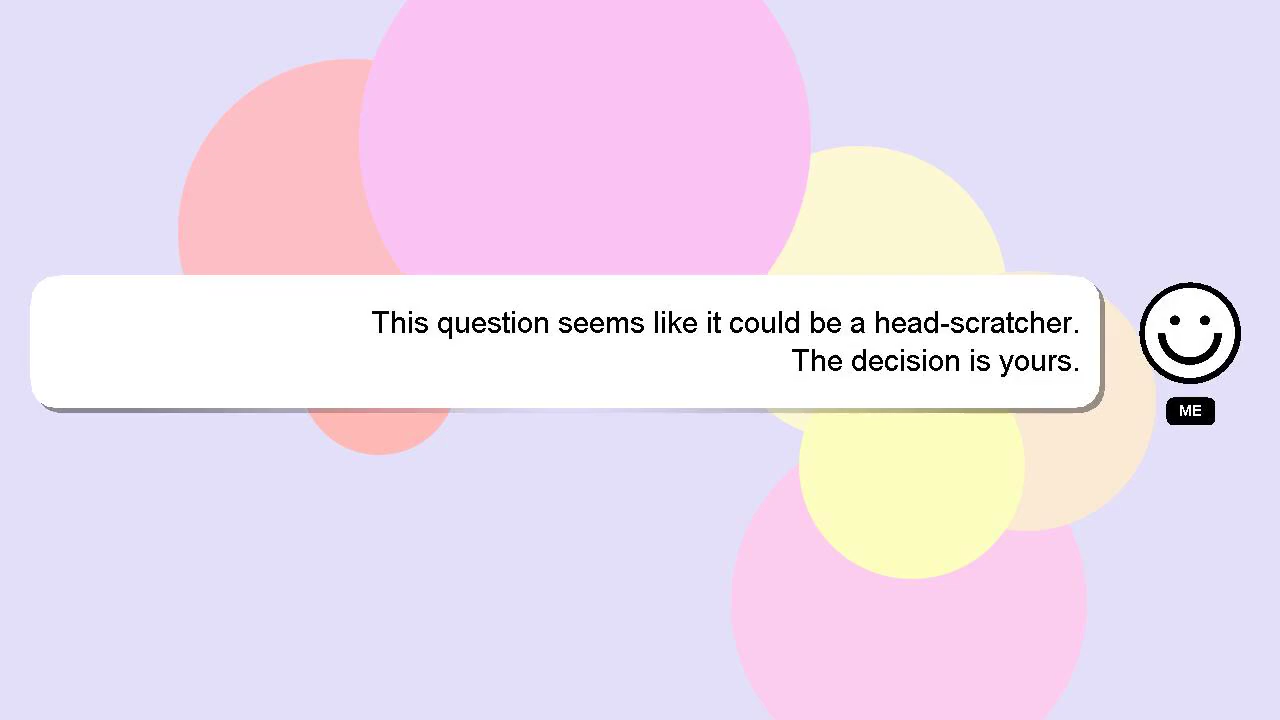 This question seems like it could be a head-scratcher.
The decision is yours.
ME